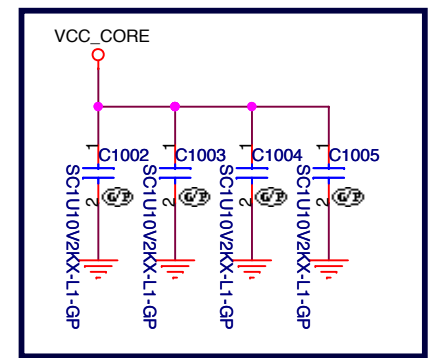 VCC_CORE
1 C1002
1 C1003
1 C1004
1 C1005
SC1U10V2KX-L1-GP
SC1U10V2KX-L1-GP
SC1U10V2KX-L1-GP
SC1U10V2KX-L1-GP
2 G/P
2 G/P
2 G/P
2 G/P